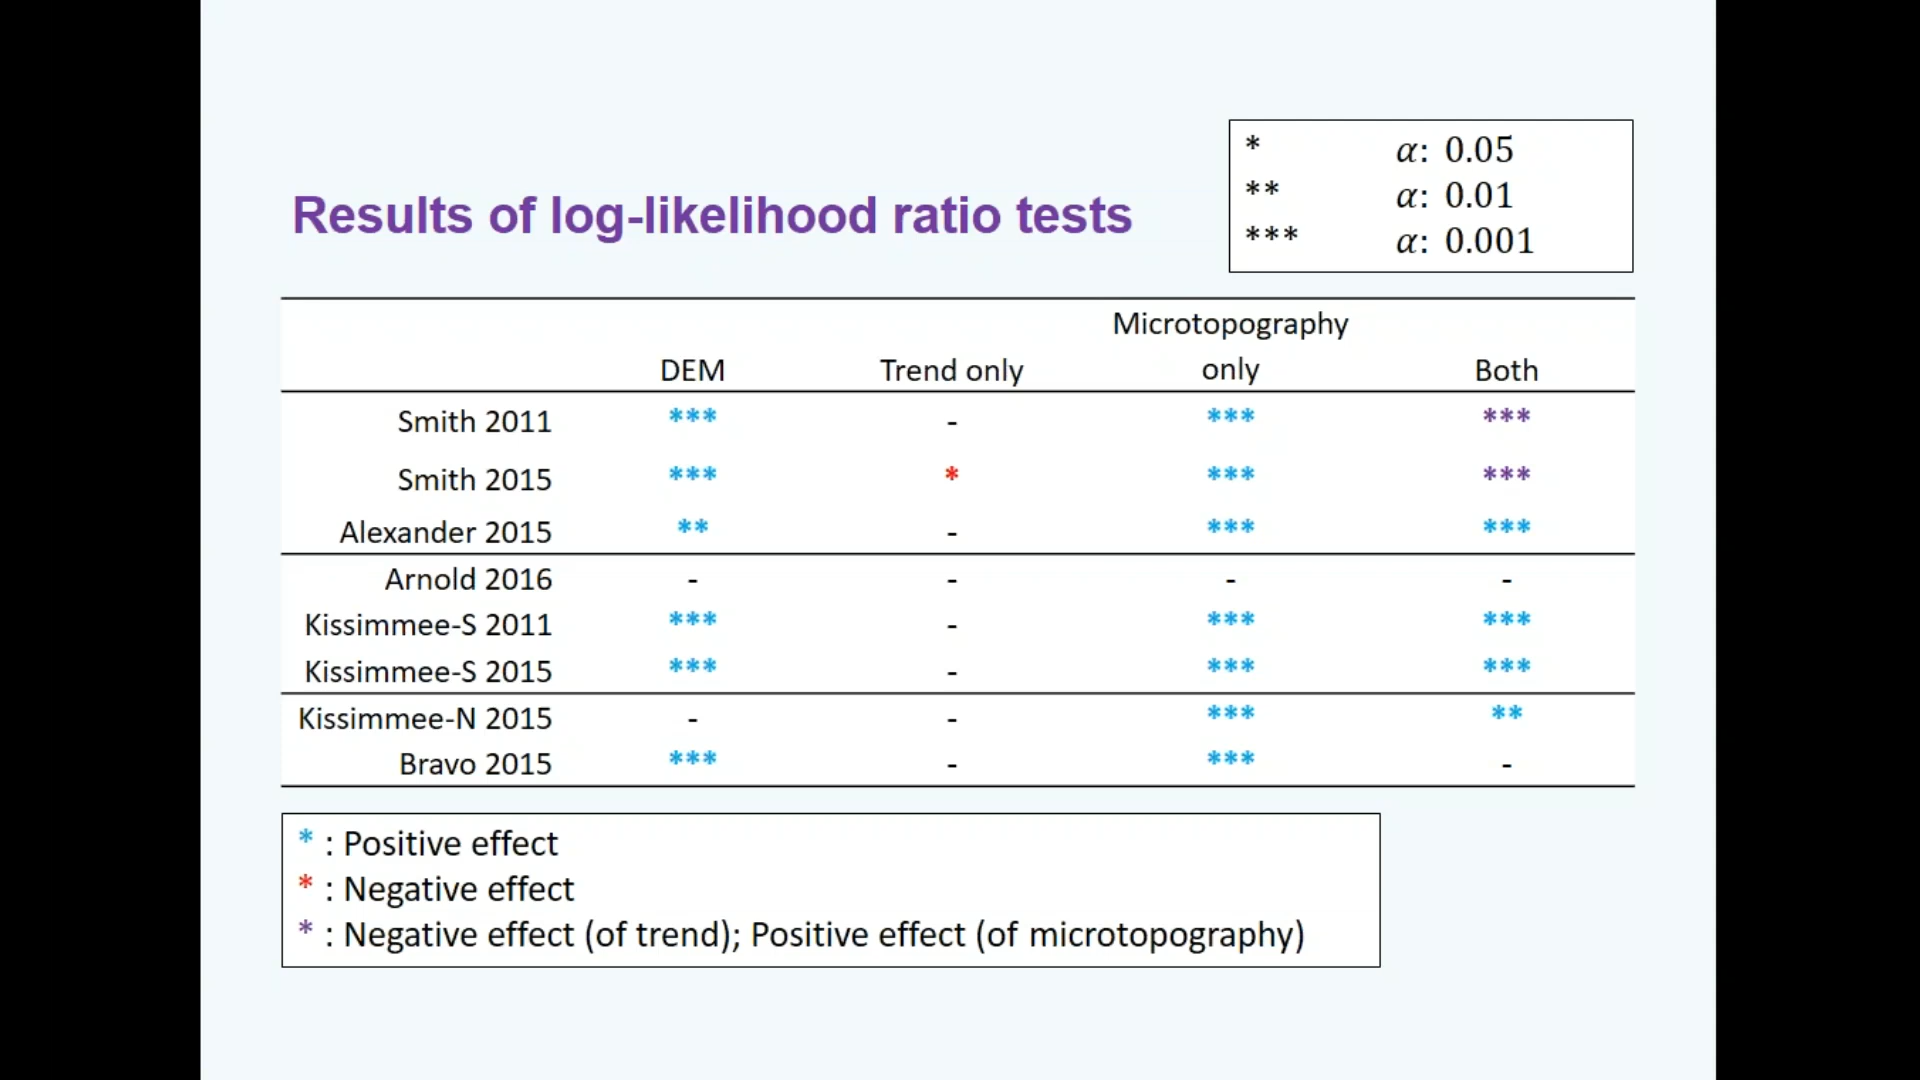 * α: 0.05
** α: 0.01
*** α: 0.001
Results of log-likelihood ratio tests
Microtopography
DEM Trend only only Both
Smith 2011 *** - *** ***
Smith 2015 *** * *** ***
Alexander 2015 ** - *** ***
Arnold 2016 - - - -
Kissimmee-S 2011 *** - *** ***
Kissimmee-S 2015 *** - *** ***
Kissimmee-N 2015 - - *** **
Bravo 2015 *** - *** -
* : Positive effect
* : Negative effect
* : Negative effect (of trend); Positive effect (of microtopography)